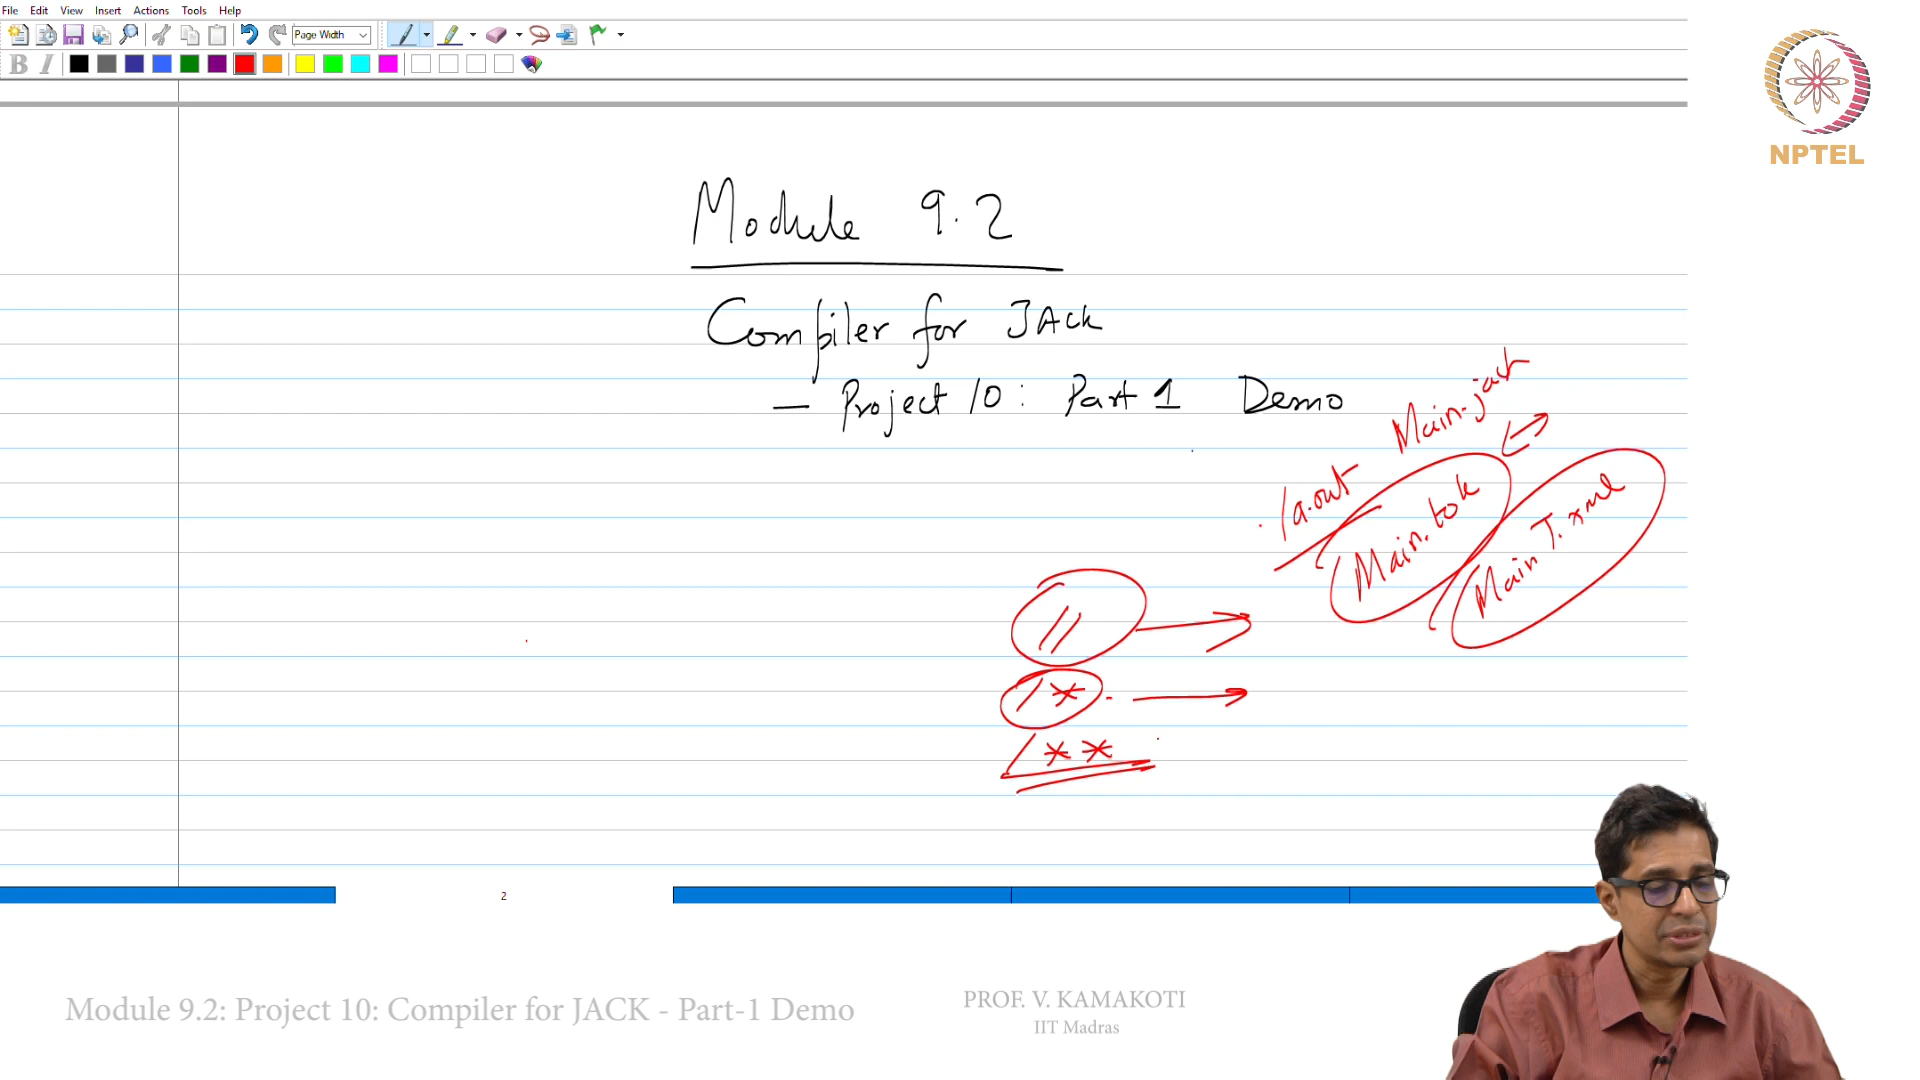 File Edit View Insert Actions Tools Help
Page Width
B I
NPTEL
Module 9.2
Compiler for JACK
— Project 10: Part 1 Demo
./a.out Main.jack
Main.tok
MainT.xml
//
/*
/**
2
Module 9.2: Project 10: Compiler for JACK - Part-1 Demo
PROF. V. KAMAKOTI
IIT Madras